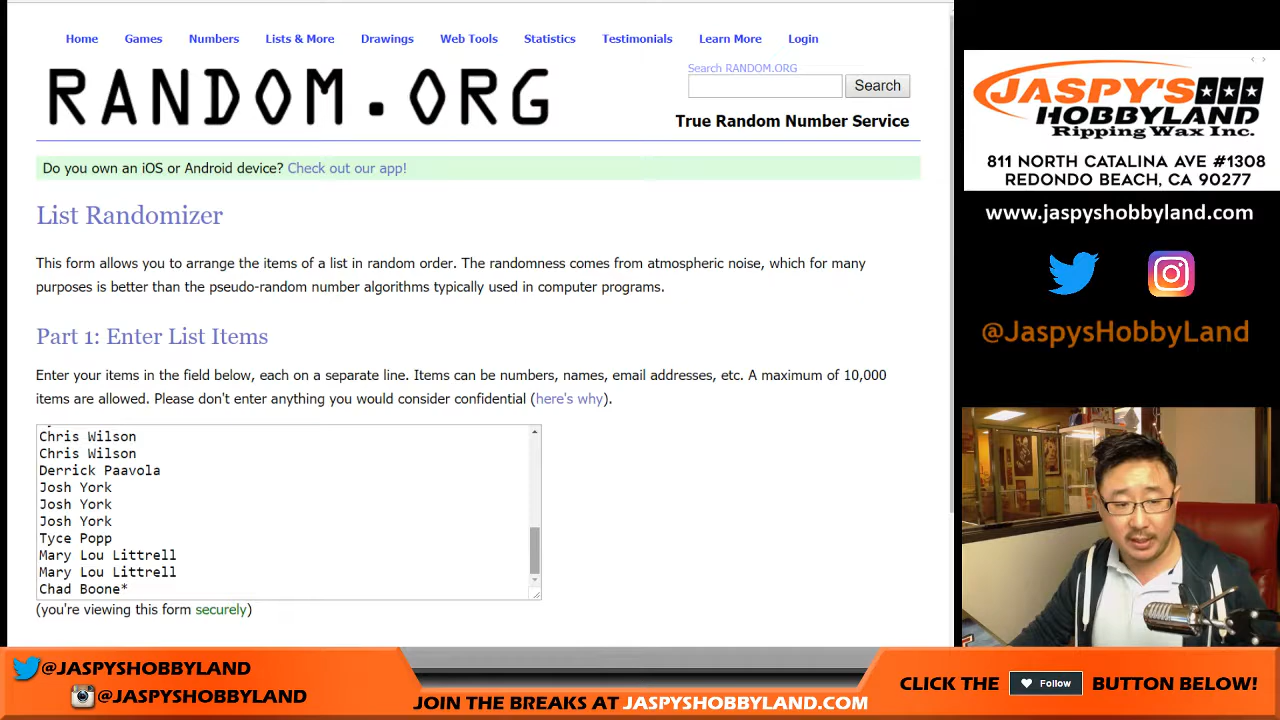 Home Games Numbers Lists & More Drawings Web Tools Statistics Testimonials Learn More Login
RANDOM.ORG
Search RANDOM.ORG
Search
True Random Number Service
Do you own an iOS or Android device? Check out our app!
List Randomizer
This form allows you to arrange the items of a list in random order. The randomness comes from atmospheric noise, which for many
purposes is better than the pseudo-random number algorithms typically used in computer programs.
Part 1: Enter List Items
Enter your items in the field below, each on a separate line. Items can be numbers, names, email addresses, etc. A maximum of 10,000
items are allowed. Please don't enter anything you would consider confidential (here's why).
Chris Wilson
Chris Wilson
Derrick Paavola
Josh York
Josh York
Josh York
Tyce Popp
Mary Lou Littrell
Mary Lou Littrell
Chad Boone*
(you're viewing this form securely)
JASPY'S
HOBBYLAND
Ripping Wax Inc.
811 NORTH CATALINA AVE #1308
REDONDO BEACH, CA 90277
www.jaspyshobbyland.com
@JaspysHobbyLand
@JASPYSHOBBYLAND
@JASPYSHOBBYLAND
JOIN THE BREAKS AT JASPYSHOBBYLAND.COM
CLICK THE Follow BUTTON BELOW!